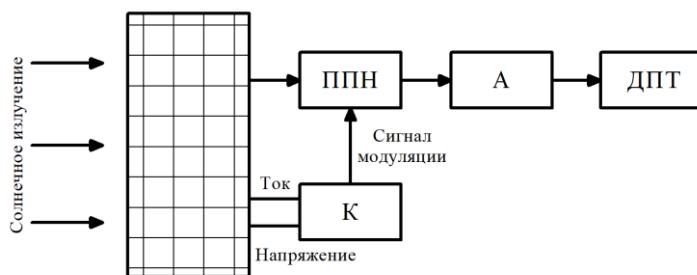 Солнечное излучение
ППН
А
ДПТ
Сигнал
модуляции
Ток
К
Напряжение